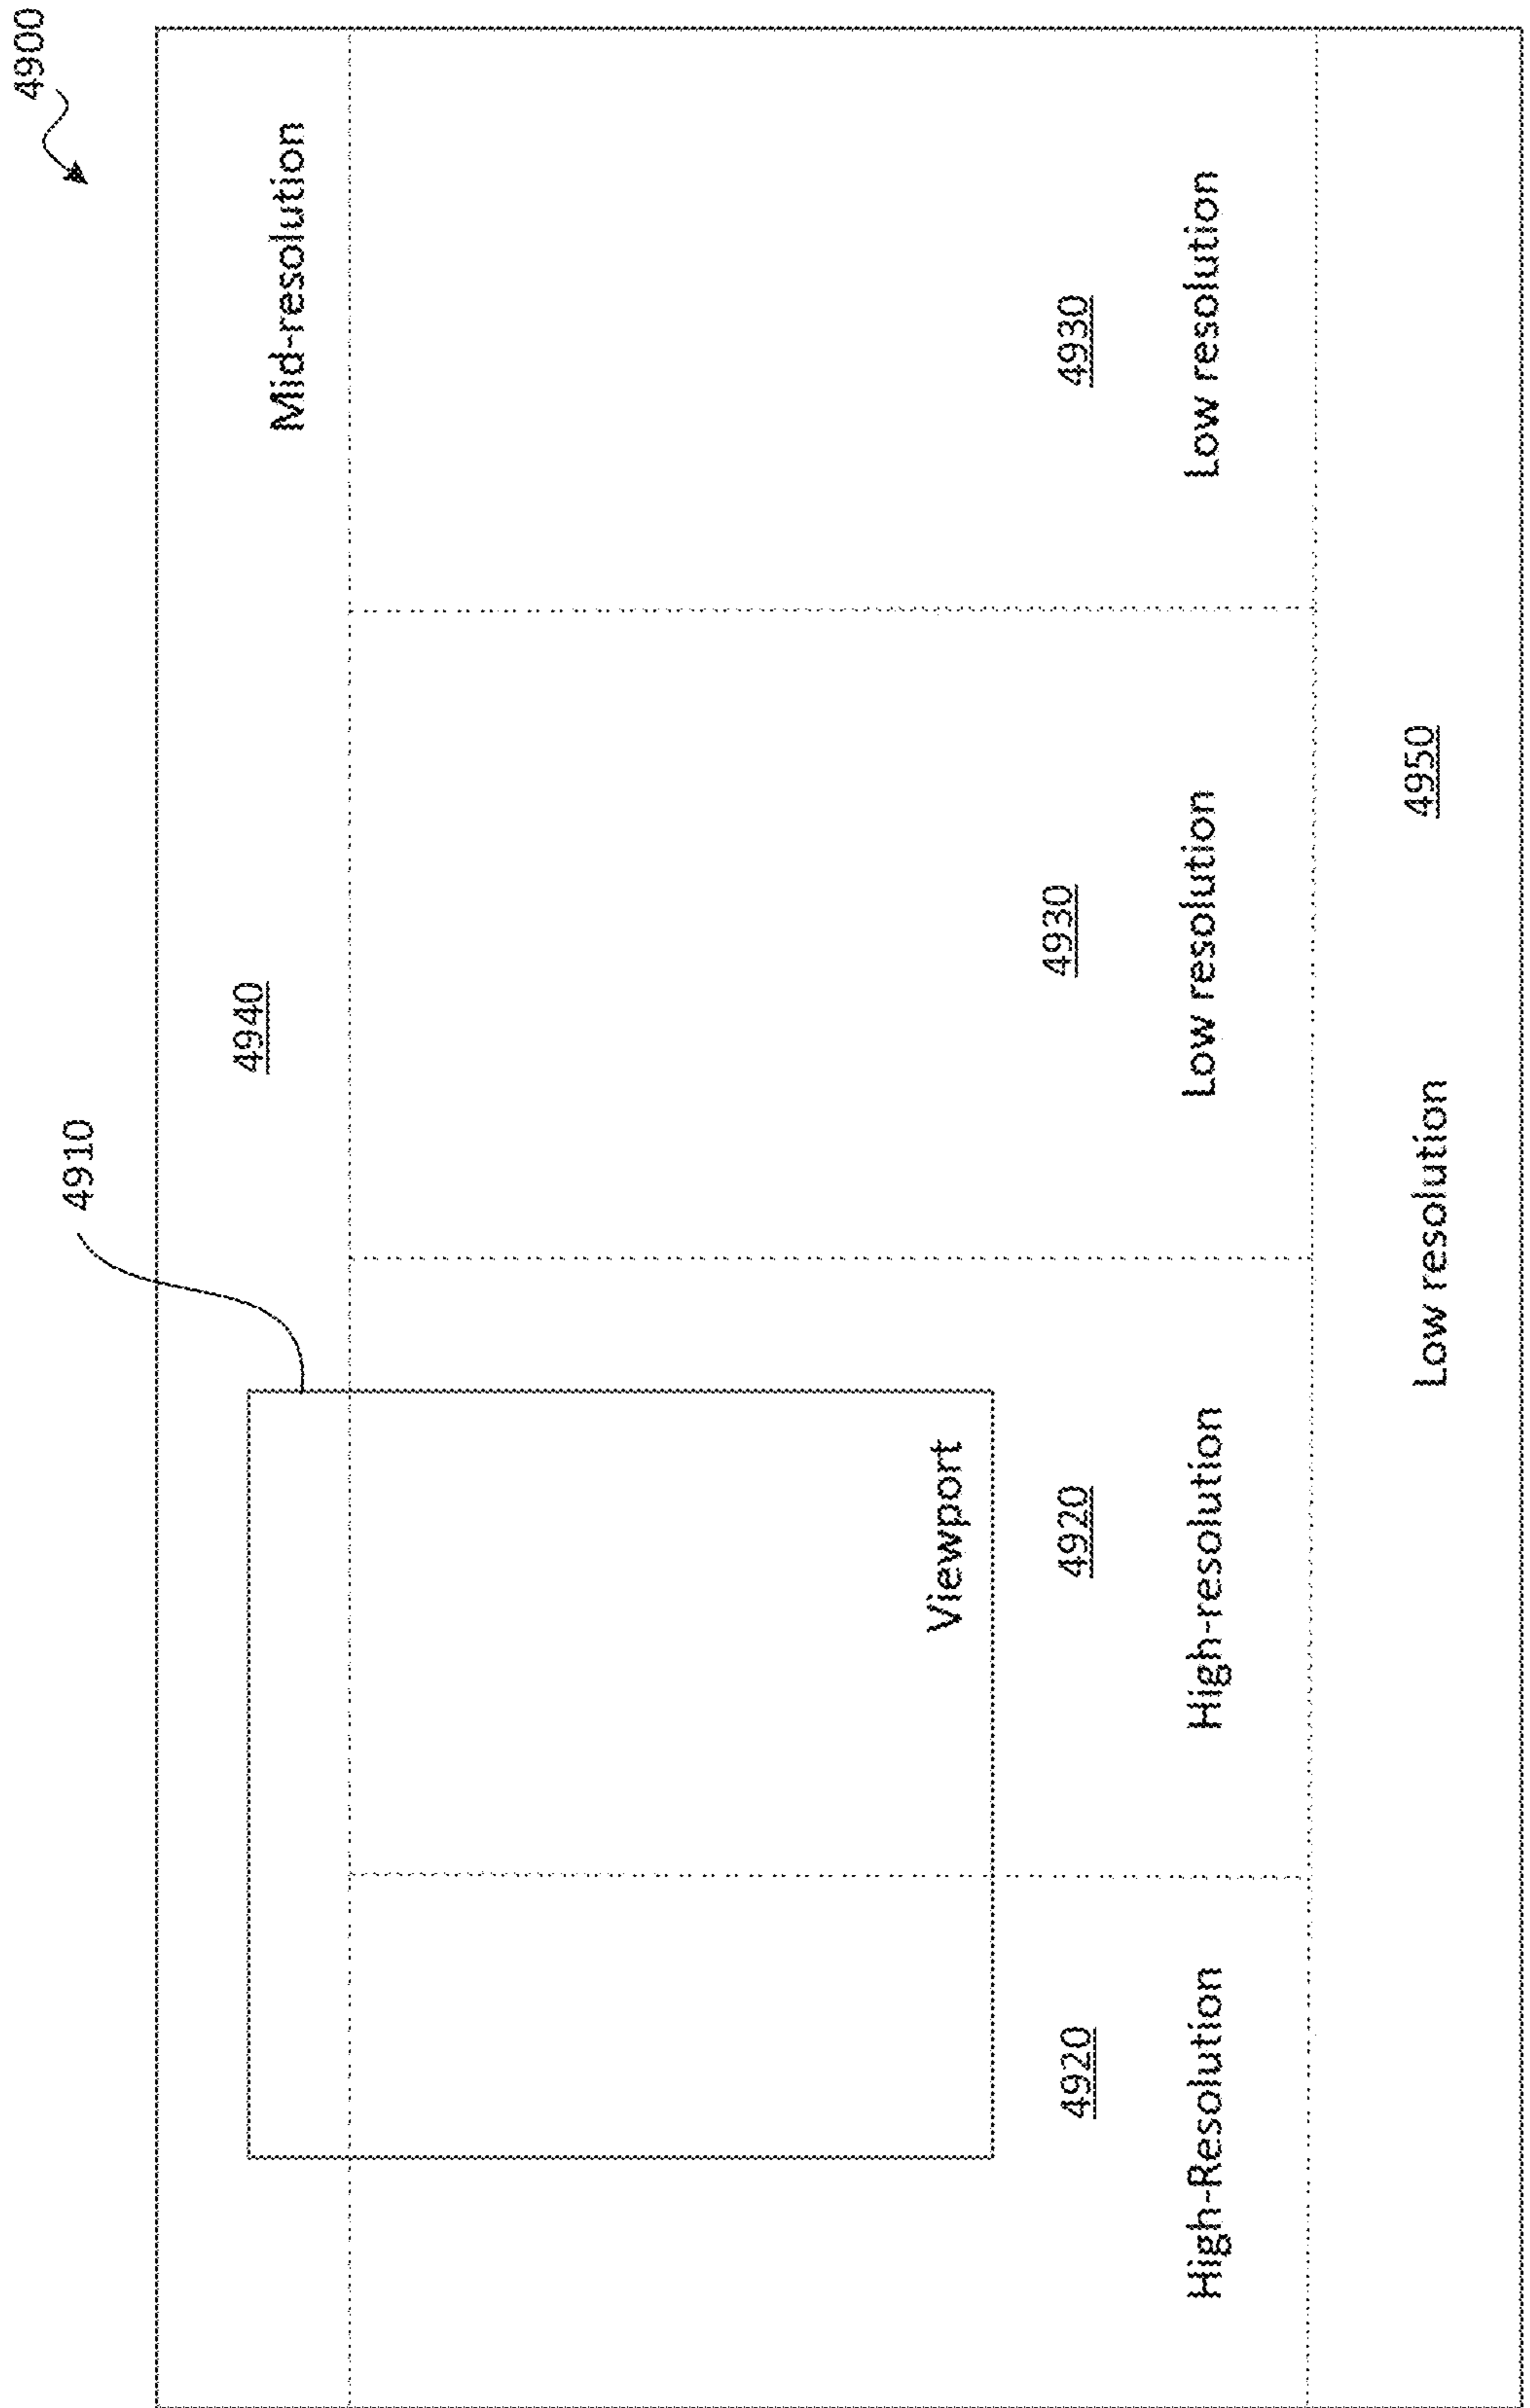 4900
4910
4940
Mid-resolution
Viewport
4920
4920
4930
4930
High-Resolution
High-resolution
Low resolution
Low resolution
4950
Low resolution